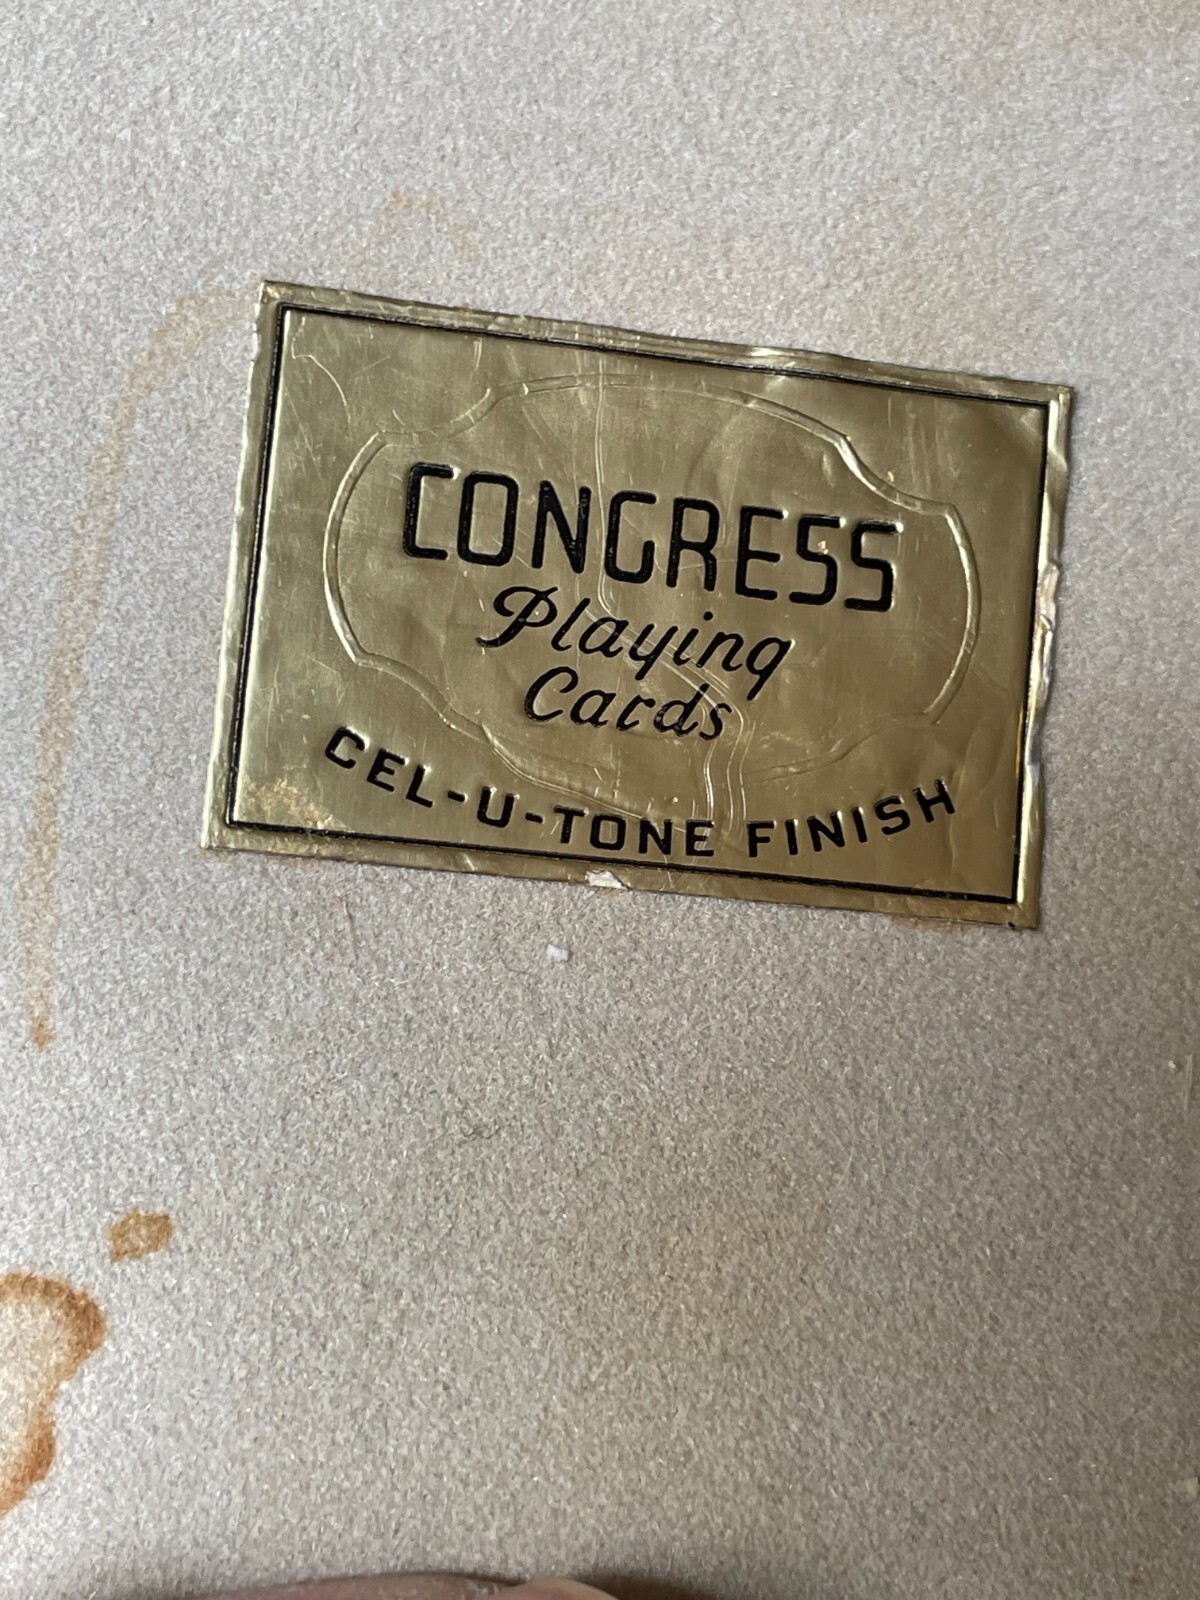 CONGRESS
Playing
Cards
CEL-U-TONE FINISH